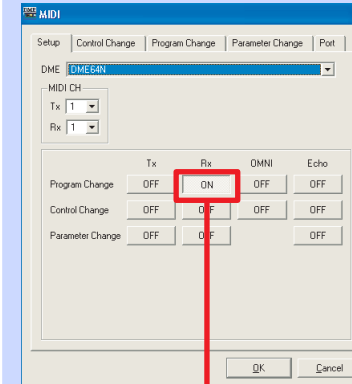 MIDI
Setup Control Change Program Change Parameter Change Port
DME DME64N
MIDI CH
Tx 1
Rx 1
Tx Rx OMNI Echo
Program Change OFF ON OFF OFF
Control Change OFF OFF OFF OFF
Parameter Change OFF OFF OFF
OK Cancel